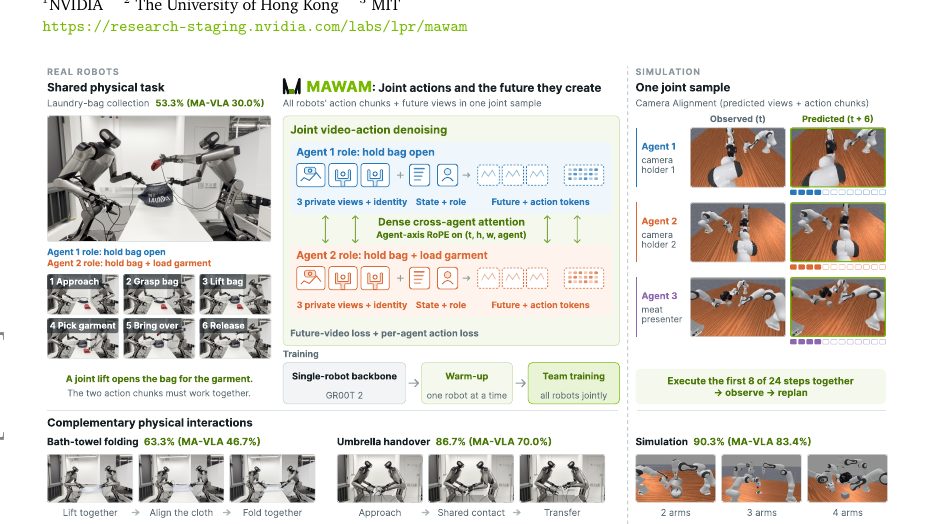 ¹NVIDIA ² The University of Hong Kong ³ MIT
https://research-staging.nvidia.com/labs/lpr/mawam
REAL ROBOTS
Shared physical task
Laundry-bag collection 53.3% (MA-VLA 30.0%)
Agent 1 role: hold bag open
Agent 2 role: hold bag + load garment
1 Approach
2 Grasp bag
3 Lift bag
4 Pick garment
5 Bring over
6 Release
A joint lift opens the bag for the garment.
The two action chunks must work together.
MAWAM: Joint actions and the future they create
All robots' action chunks + future views in one joint sample
Joint video-action denoising
Agent 1 role: hold bag open
+ →
3 private views + identity State + role Future + action tokens
Dense cross-agent attention
Agent-axis RoPE on (t, h, w, agent)
Agent 2 role: hold bag + load garment
+ →
3 private views + identity State + role Future + action tokens
Future-video loss + per-agent action loss
Training
Single-robot backbone
GR00T 2
→
Warm-up
one robot at a time
→
Team training
all robots jointly
SIMULATION
One joint sample
Camera Alignment (predicted views + action chunks)
Observed (t) Predicted (t + 6)
Agent 1
camera
holder 1
Agent 2
camera
holder 2
Agent 3
meat
presenter
Execute the first 8 of 24 steps together
→ observe → replan
Complementary physical interactions
Bath-towel folding 63.3% (MA-VLA 46.7%)
Lift together → Align the cloth → Fold together
Umbrella handover 86.7% (MA-VLA 70.0%)
Approach → Shared contact → Transfer
Simulation 90.3% (MA-VLA 83.4%)
2 arms 3 arms 4 arms